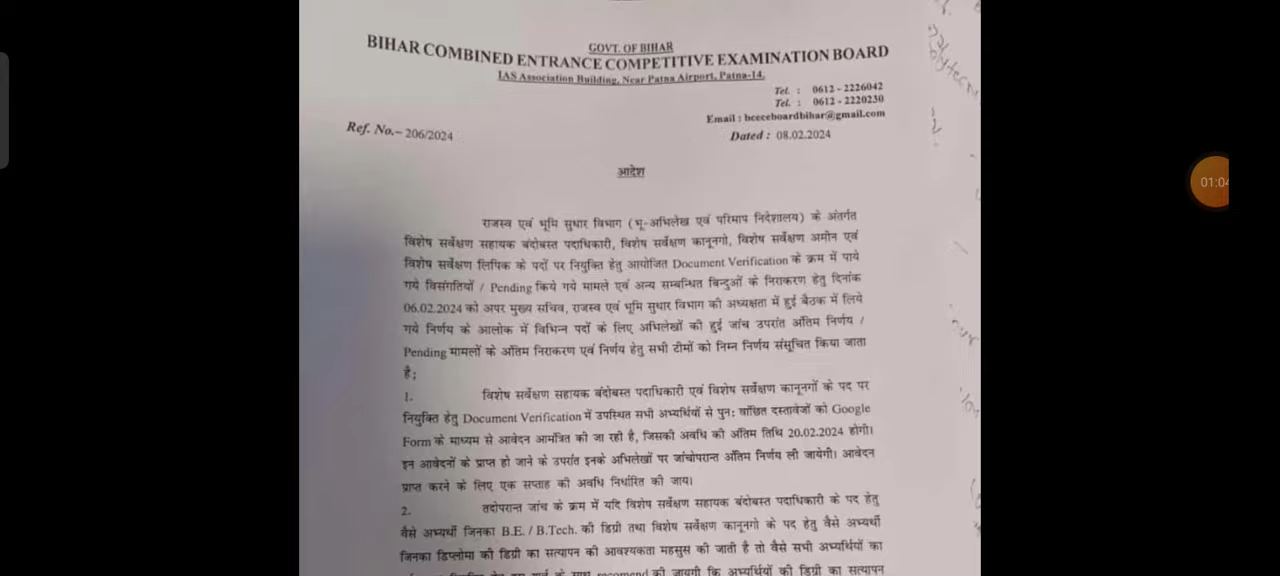 GOVT. OF BIHAR
BIHAR COMBINED ENTRANCE COMPETITIVE EXAMINATION BOARD
IAS Association Building, Near Patna Airport, Patna-14.
Tel. : 0612 - 2226042
Tel. : 0612 - 2220230
Email : bceceboardbihar@gmail.com
Ref. No.– 206/2024
Dated : 08.02.2024
आदेश
राजस्व एवं भूमि सुधार विभाग (भू-अभिलेख एवं परिमाप निदेशालय) के अंतर्गत
विशेष सर्वेक्षण सहायक बंदोबस्त पदाधिकारी, विशेष सर्वेक्षण कानूनगो, विशेष सर्वेक्षण अमीन एवं
विशेष सर्वेक्षण लिपिक के पदों पर नियुक्ति हेतु आयोजित Document Verification के क्रम में पाये
गये विसंगतियों / Pending किये गये मामले एवं अन्य सम्बन्धित बिन्दुओं के निराकरण हेतु दिनांक
06.02.2024 को अपर मुख्य सचिव, राजस्व एवं भूमि सुधार विभाग की अध्यक्षता में हुई बैठक में लिये
गये निर्णय के आलोक में विभिन्न पदों के लिए अभिलेखों की हुई जांच उपरांत अंतिम निर्णय /
Pending मामलों के अंतिम निराकरण एवं निर्णय हेतु सभी टीमों को निम्न निर्णय संसूचित किया जाता
है;
1. विशेष सर्वेक्षण सहायक बंदोबस्त पदाधिकारी एवं विशेष सर्वेक्षण कानूनगों के पद पर
नियुक्ति हेतु Document Verification में उपस्थित सभी अभ्यर्थियों से पुनः वांछित दस्तावेजों को Google
Form के माध्यम से आवेदन आमंत्रित की जा रही है, जिसकी अवधि की अंतिम तिथि 20.02.2024 होगी।
इन आवेदनों के प्राप्त हो जाने के उपरांत इनके अभिलेखों पर जांचोपरान्त अंतिम निर्णय ली जायेगी। आवेदन
प्राप्त करने के लिए एक सप्ताह की अवधि निर्धारित की जाय।
2. तदोपरान्त जांच के क्रम में यदि विशेष सर्वेक्षण सहायक बंदोबस्त पदाधिकारी के पद हेतु
वैसे अभ्यर्थी जिनका B.E. / B.Tech. की डिग्री तथा विशेष सर्वेक्षण कानूनगो के पद हेतु वैसे अभ्यर्थी
जिनका डिप्लोमा की डिग्री का सत्यापन की आवश्यकता महसुस की जाती है तो वैसे सभी अभ्यर्थियों का
recomend की जायगी कि अभ्यर्थियों की डिग्री का सत्यापन
01:04